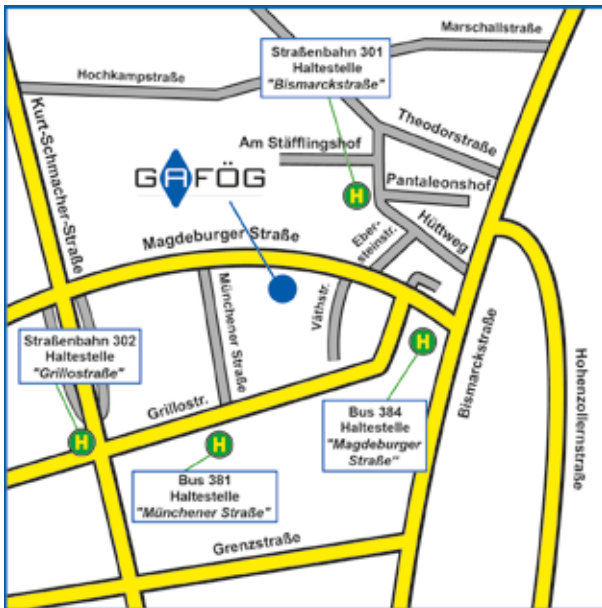 Marschallstraße
Straßenbahn 301
Haltestelle
"Bismarckstraße"
Hochkampstraße
Kurt-Schmacher-Straße
Theodorstraße
Am Stäfflingshof
GAFÖG
Pantaleonshof
H
Magdeburger Straße
Eber-
steinstr.
Hüttweg
Münchener Straße
Väthstr.
Straßenbahn 302
Haltestelle
"Grillostraße"
H
Bismarckstraße
Hohenzollernstraße
Grillostr.
Bus 384
Haltestelle
"Magdeburger
Straße"
H
H
Bus 381
Haltestelle
"Münchener Straße"
Grenzstraße